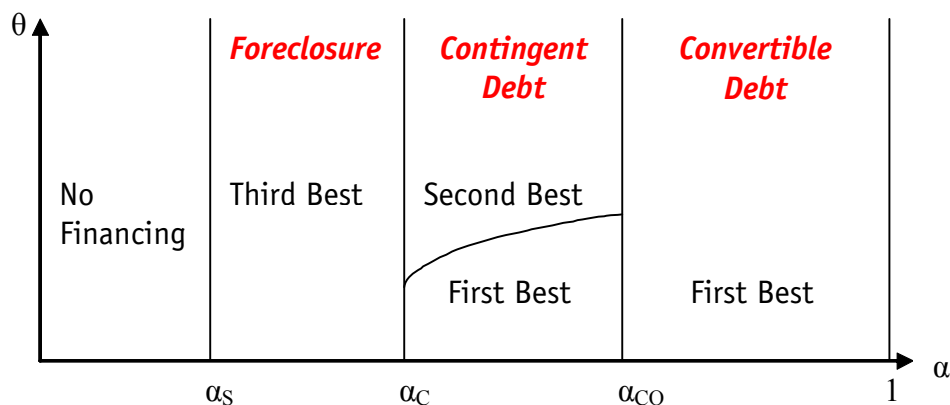 θ
Foreclosure
Contingent
Debt
Convertible
Debt
No
Financing
Third Best
Second Best
First Best
First Best
α
αS
αC
αCO
1